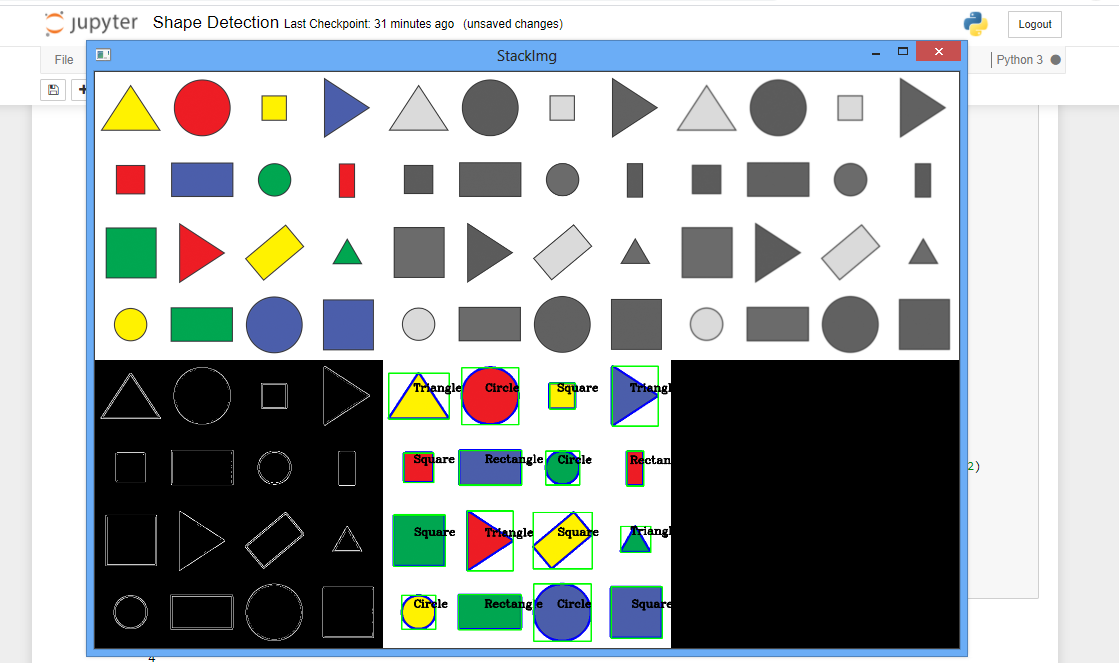 jupyter Shape Detection Last Checkpoint: 31 minutes ago (unsaved changes)
Logout
StackImg
File
Python 3
Triangle Circle Square Triangl
Square Rectangle Circle Rectan
Square Triangle Square Triangl
Circle Rectangle Circle Square
2)
4